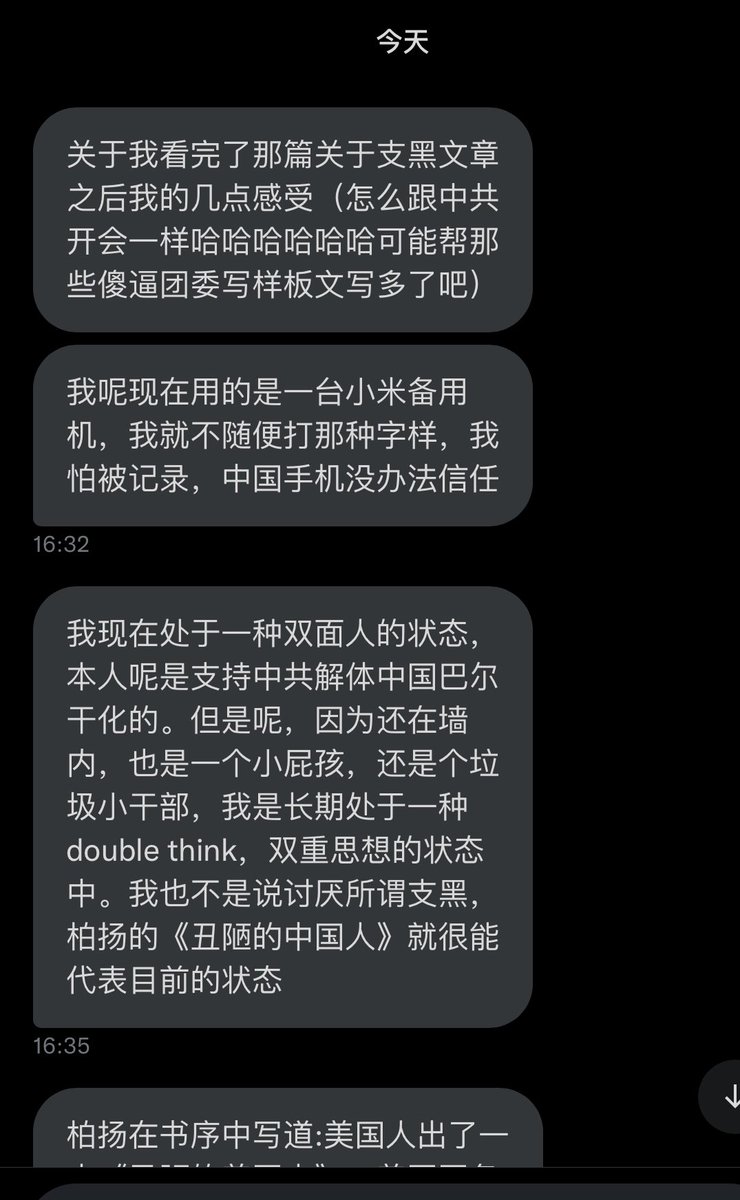 今天
关于我看完了那篇关于支黑文章
之后我的几点感受（怎么跟中共
开会一样哈哈哈哈哈哈可能帮那
些傻逼团委写样板文写多了吧）
我呢现在用的是一台小米备用
机，我就不随便打那种字样，我
怕被记录，中国手机没办法信任
16:32
我现在处于一种双面人的状态，
本人呢是支持中共解体中国巴尔
干化的。但是呢，因为还在墙
内，也是一个小屁孩，还是个垃
圾小干部，我是长期处于一种
double think，双重思想的状态
中。我也不是说讨厌所谓支黑，
柏扬的《丑陋的中国人》就很能
代表目前的状态
16:35
柏扬在书序中写道:美国人出了一